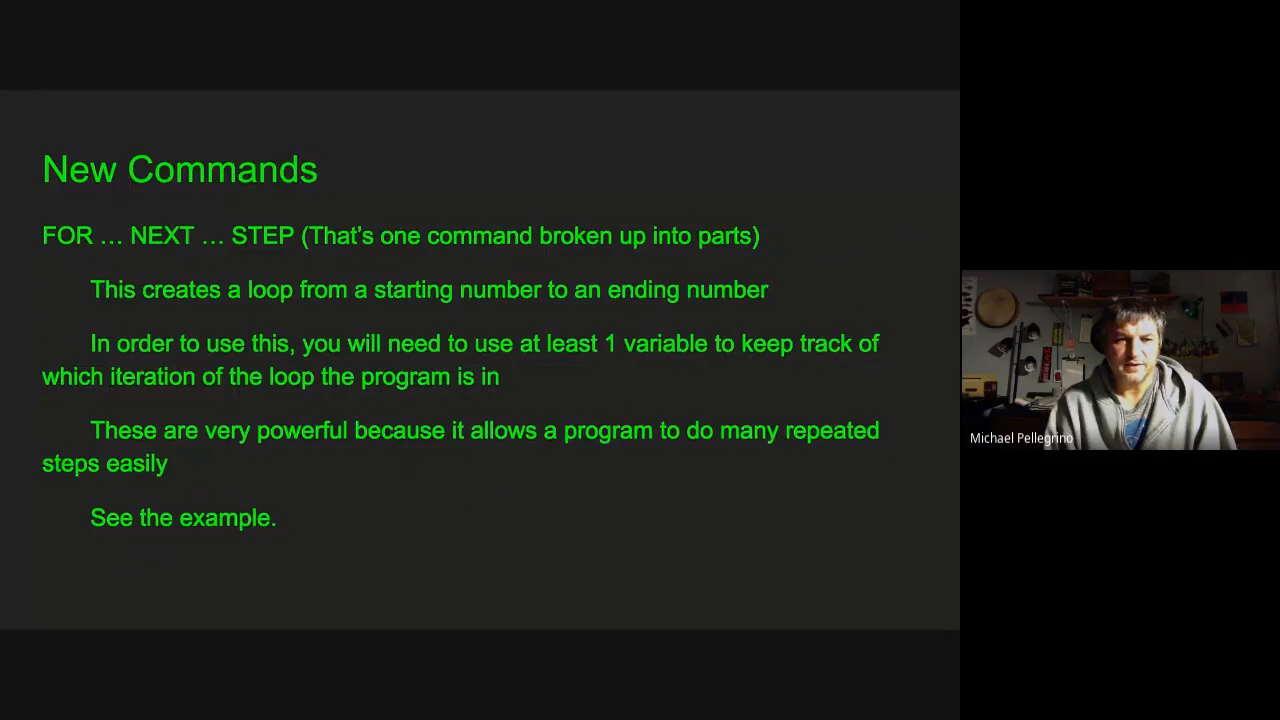 New Commands
FOR … NEXT … STEP (That's one command broken up into parts)
This creates a loop from a starting number to an ending number
In order to use this, you will need to use at least 1 variable to keep track of
which iteration of the loop the program is in
These are very powerful because it allows a program to do many repeated
steps easily
See the example.
Michael Pellegrino